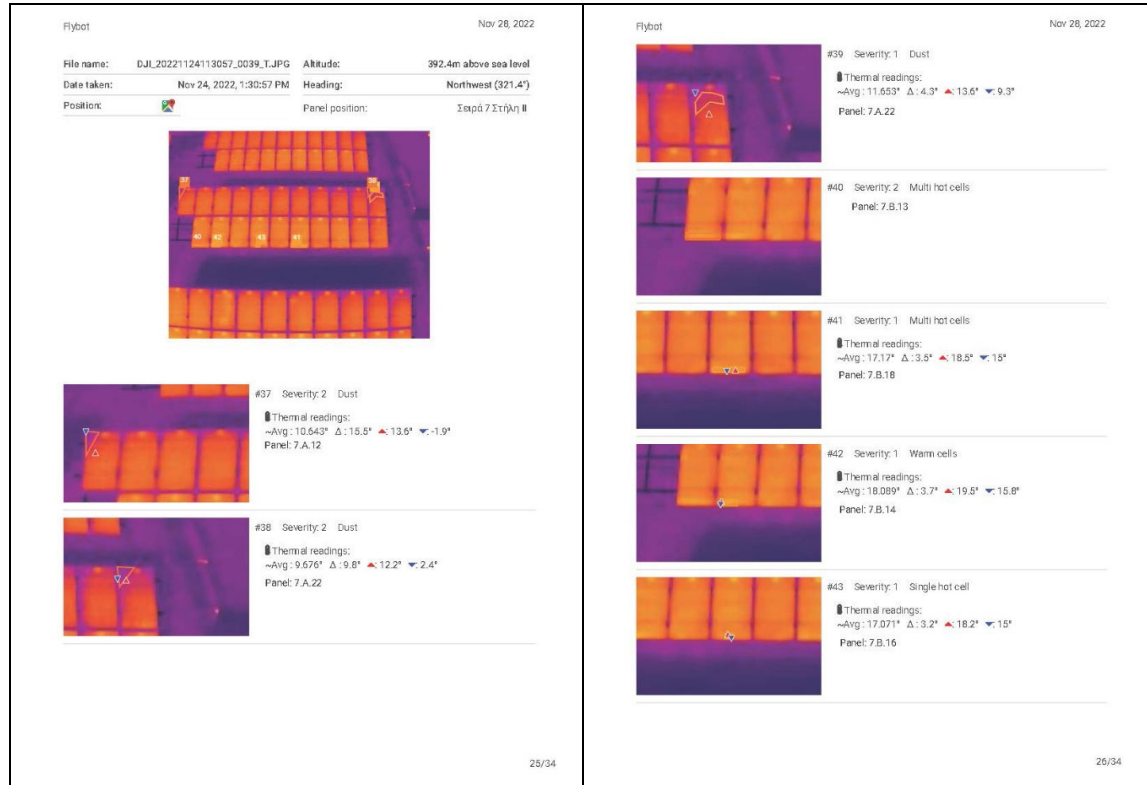 Flybot
Nov 28, 2022
File name: DJI_20221124113057_0039_T.JPG Altitude: 392.4m above sea level
Date taken: Nov 24, 2022, 1:30:57 PM Heading: Northwest (321.4°)
Position: Panel position: Σειρά 7 Στήλη ΙΙ
37
38
40 42 43 41
#37 Severity: 2 Dust
Thermal readings:
~Avg : 10.643° Δ : 15.5° ▲: 13.6° ▼: -1.9°
Panel: 7.A.12
#38 Severity: 2 Dust
Thermal readings:
~Avg : 9.676° Δ : 9.8° ▲: 12.2° ▼: 2.4°
Panel: 7.A.22
25/34
Flybot
Nov 28, 2022
#39 Severity: 1 Dust
Thermal readings:
~Avg : 11.653° Δ : 4.3° ▲: 13.6° ▼: 9.3°
Panel: 7.A.22
#40 Severity: 2 Multi hot cells
Panel: 7.B.13
#41 Severity: 1 Multi hot cells
Thermal readings:
~Avg : 17.17° Δ : 3.5° ▲: 18.5° ▼: 15°
Panel: 7.B.18
#42 Severity: 1 Warm cells
Thermal readings:
~Avg : 18.089° Δ : 3.7° ▲: 19.5° ▼: 15.8°
Panel: 7.B.14
#43 Severity: 1 Single hot cell
Thermal readings:
~Avg : 17.071° Δ : 3.2° ▲: 18.2° ▼: 15°
Panel: 7.B.16
26/34